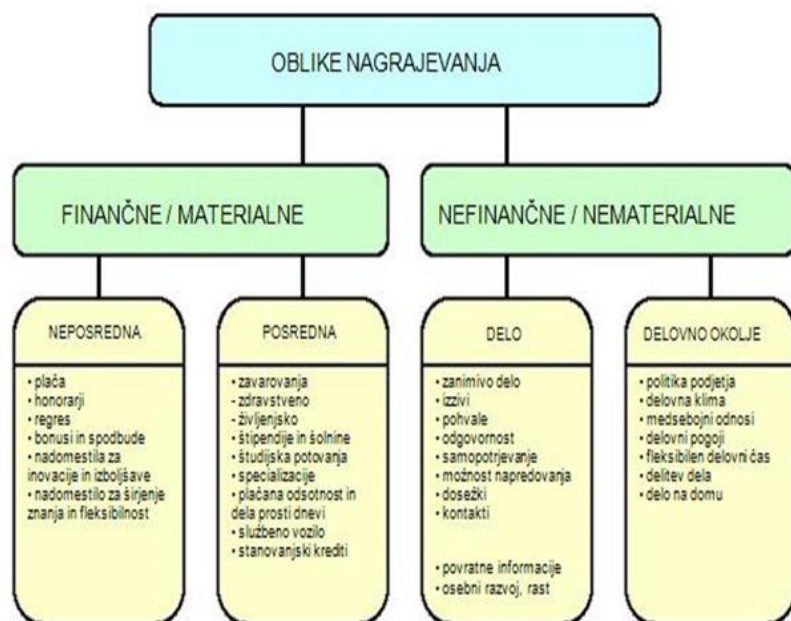 OBLIKE NAGRAJEVANJA
FINANČNE / MATERIALNE
NEFINANČNE / NEMATERIALNE
NEPOSREDNA
• plača
• honorarji
• regres
• bonusi in spodbude
• nadomestila za
inovacije in izboljšave
• nadomestilo za širjenje
znanja in fleksibilnost
POSREDNA
• zavarovanja
- zdravstveno
- življenjsko
• štipendije in šolnine
• študijska potovanja
• specializacije
• plačana odsotnost in
dela prosti dnevi
• službeno vozilo
• stanovanjski krediti
DELO
• zanimivo delo
• izzivi
• pohvale
• odgovornost
• samopotrjevanje
• možnost napredovanja
• dosežki
• kontakti
• povratne informacije
• osebni razvoj, rast
DELOVNO OKOLJE
• politika podjetja
• delovna klima
• medsebojni odnosi
• delovni pogoji
• fleksibilen delovni čas
• delitev dela
• delo na domu